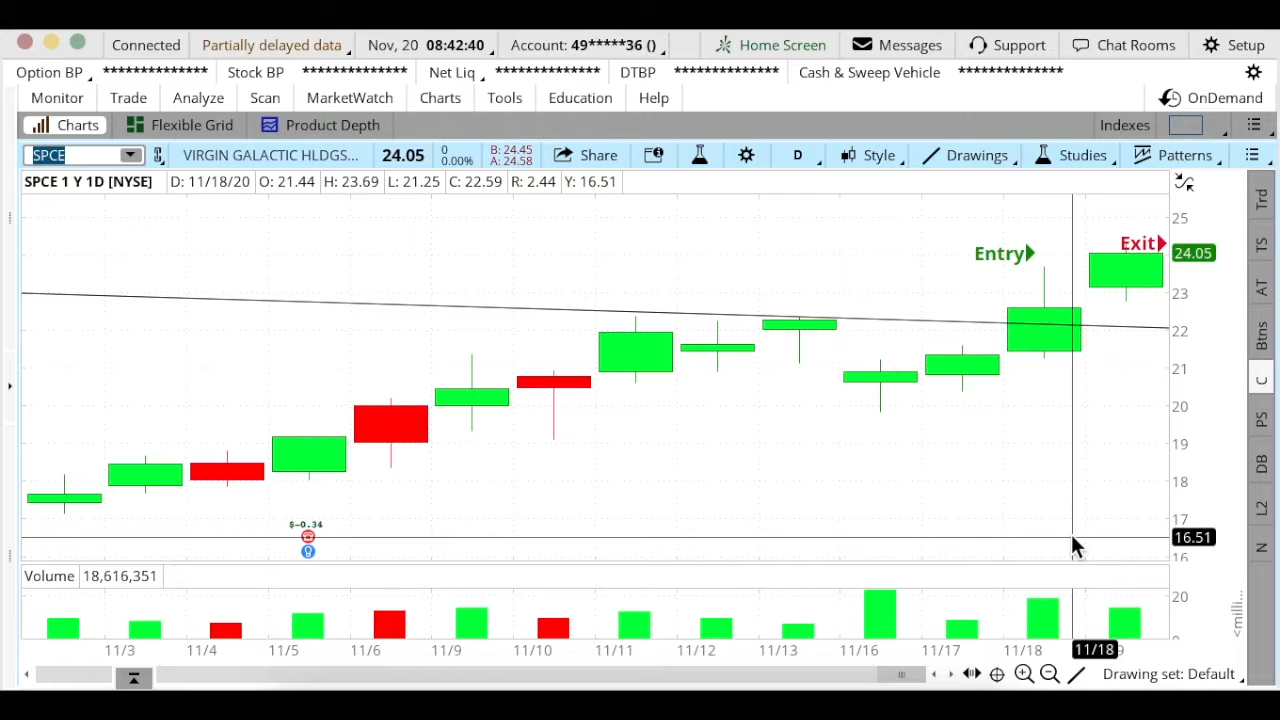 Connected Partially delayed data Nov, 20 08:42:40 Account: 49*****36 () Home Screen Messages Support Chat Rooms Setup
Option BP ************** Stock BP ************** Net Liq ************** DTBP ************** Cash & Sweep Vehicle **************
Monitor Trade Analyze Scan MarketWatch Charts Tools Education Help OnDemand
Charts Flexible Grid Product Depth Indexes
SPCE VIRGIN GALACTIC HLDGS... 24.05 0 0.00% B: 24.45 A: 24.58 Share D Style Drawings Studies Patterns
SPCE 1 Y 1D [NYSE] D: 11/18/20 O: 21.44 H: 23.69 L: 21.25 C: 22.59 R: 2.44 Y: 16.51
Trd
TS
AT
Btns
C
PS
DB
L2
N
25
Exit
Entry 24.05
23
22
21
20
19
18
$-0.34
17
16.51
16
Volume 18,616,351
20
<milli...
11/3 11/4 11/5 11/6 11/9 11/10 11/11 11/12 11/13 11/16 11/17 11/18 11/18
Drawing set: Default